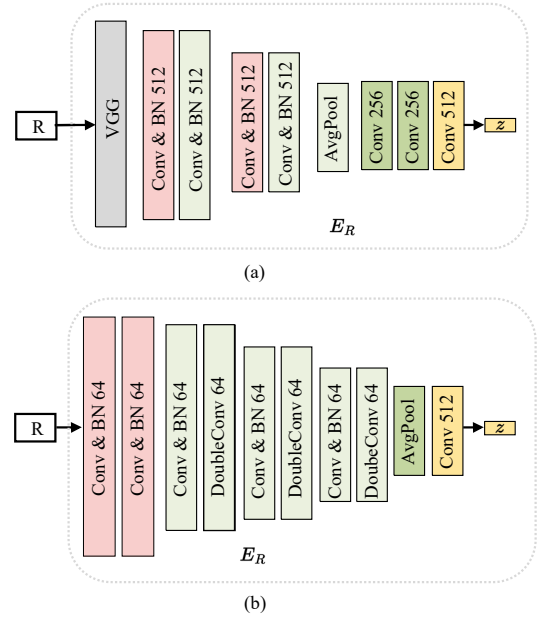 R
VGG
Conv & BN 512
Conv & BN 512
Conv & BN 512
Conv & BN 512
AvgPool
Conv 256
Conv 256
Conv 512
z
E_R
(a)
R
Conv & BN 64
Conv & BN 64
Conv & BN 64
DoubleConv 64
Conv & BN 64
DoubleConv 64
Conv & BN 64
DoubeConv 64
AvgPool
Conv 512
z
E_R
(b)